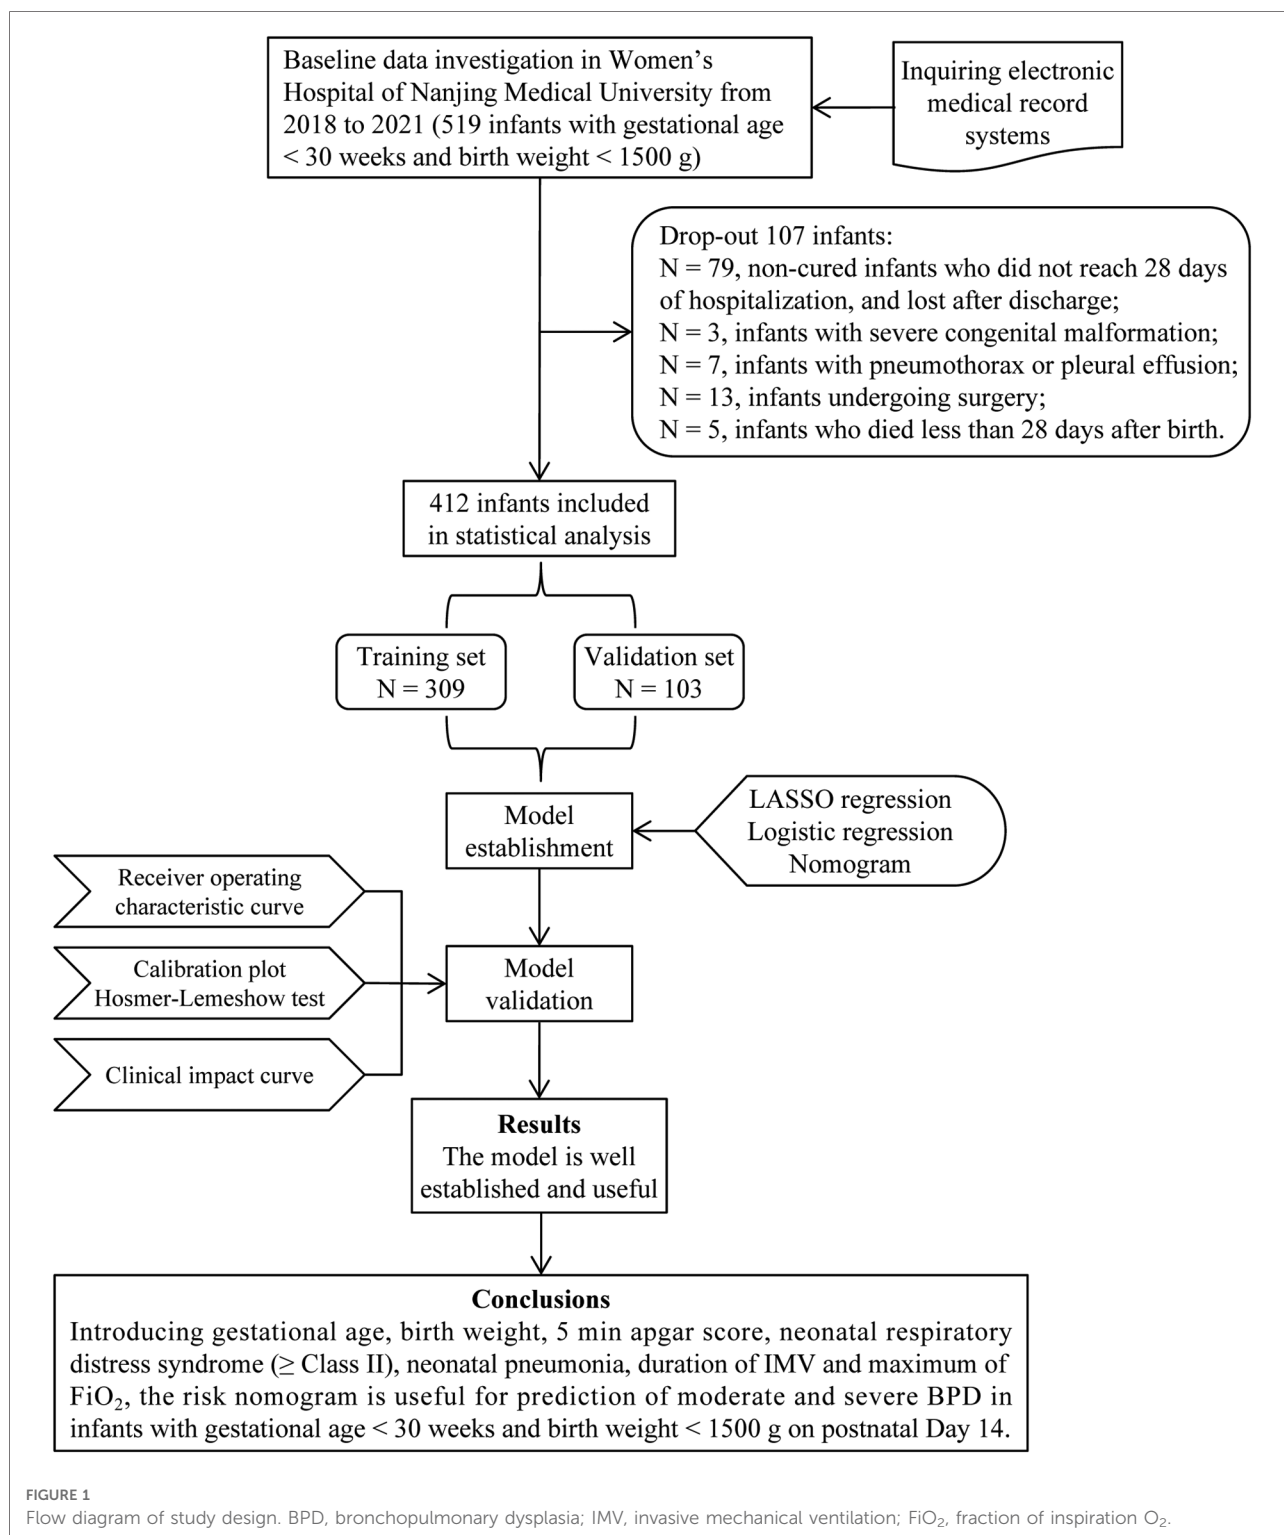 Baseline data investigation in Women’s
Hospital of Nanjing Medical University from
2018 to 2021 (519 infants with gestational age
< 30 weeks and birth weight < 1500 g)
Inquiring electronic
medical record
systems
Drop-out 107 infants:
N = 79, non-cured infants who did not reach 28 days
of hospitalization, and lost after discharge;
N = 3, infants with severe congenital malformation;
N = 7, infants with pneumothorax or pleural effusion;
N = 13, infants undergoing surgery;
N = 5, infants who died less than 28 days after birth.
412 infants included
in statistical analysis
Training set
N = 309
Validation set
N = 103
Model
establishment
LASSO regression
Logistic regression
Nomogram
Receiver operating
characteristic curve
Calibration plot
Hosmer-Lemeshow test
Clinical impact curve
Model
validation
Results
The model is well
established and useful
Conclusions
Introducing gestational age, birth weight, 5 min apgar score, neonatal respiratory
distress syndrome (≥ Class II), neonatal pneumonia, duration of IMV and maximum of
FiO₂, the risk nomogram is useful for prediction of moderate and severe BPD in
infants with gestational age < 30 weeks and birth weight < 1500 g on postnatal Day 14.
FIGURE 1
Flow diagram of study design. BPD, bronchopulmonary dysplasia; IMV, invasive mechanical ventilation; FiO₂, fraction of inspiration O₂.